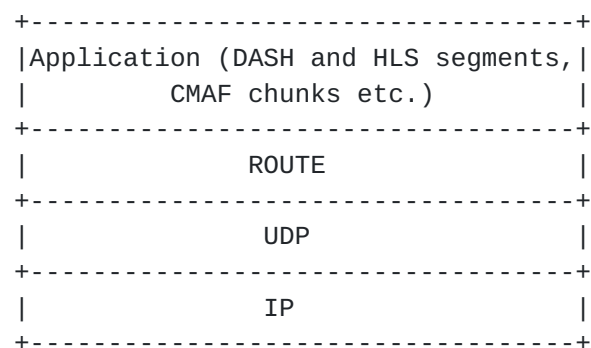 +-----------------------------------+
|Application (DASH and HLS segments,|
|         CMAF chunks etc.)         |
+-----------------------------------+
|              ROUTE                |
+-----------------------------------+
|               UDP                 |
+-----------------------------------+
|               IP                  |
+-----------------------------------+